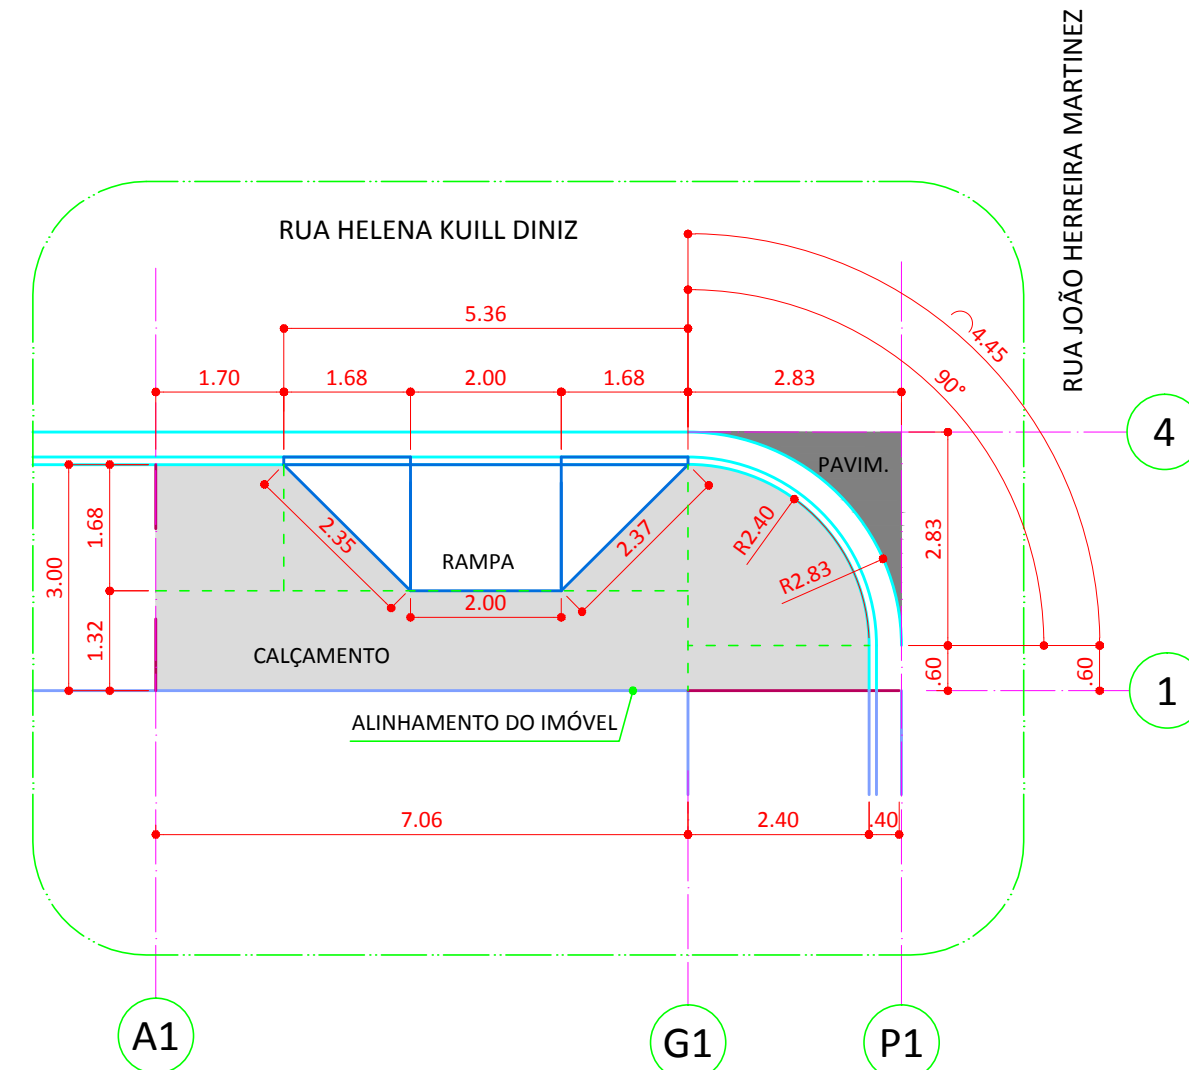 RUA JOÃO HERREIRA MARTINEZ
RUA HELENA KUILL DINIZ
5.36
4.45
1.70
1.68
2.00
1.68
2.83
90°
4
PAVIM.
3.00
1.68
2.35
2.37
R2.40
2.83
RAMPA
R2.83
2.00
1.32
CALÇAMENTO
.60
.60
1
ALINHAMENTO DO IMÓVEL
7.06
2.40
.40
A1
G1
P1